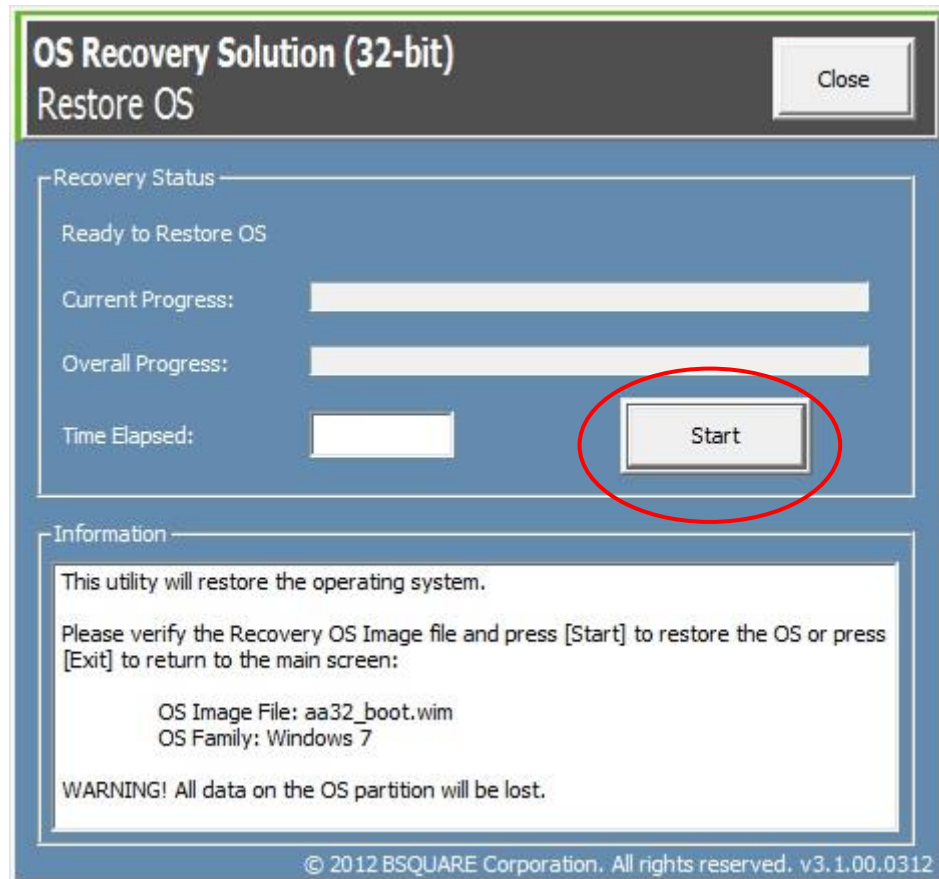 OS Recovery Solution (32-bit)
Restore OS
Close
Recovery Status
Ready to Restore OS
Current Progress:
Overall Progress:
Time Elapsed:
Start
Information
This utility will restore the operating system.
Please verify the Recovery OS Image file and press [Start] to restore the OS or press
[Exit] to return to the main screen:
OS Image File: aa32_boot.wim
OS Family: Windows 7
WARNING! All data on the OS partition will be lost.
© 2012 BSQUARE Corporation. All rights reserved. v3.1.00.0312